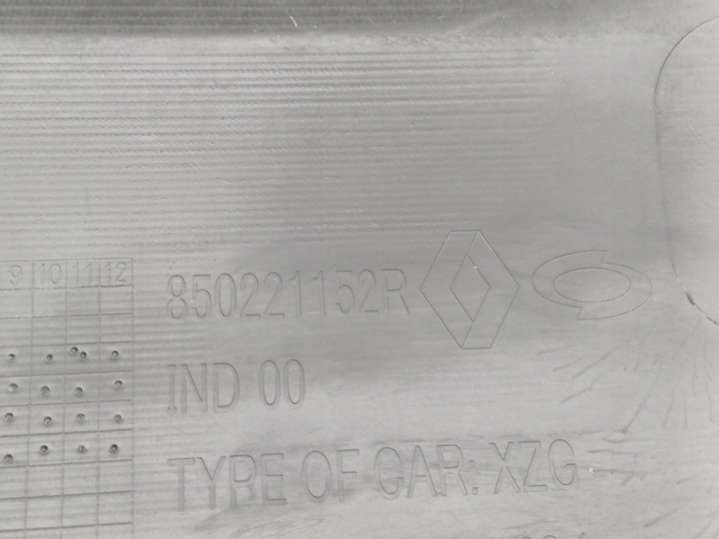 9 10 11 12
850221152R
IND 00
TYPE OF CAR: XZG